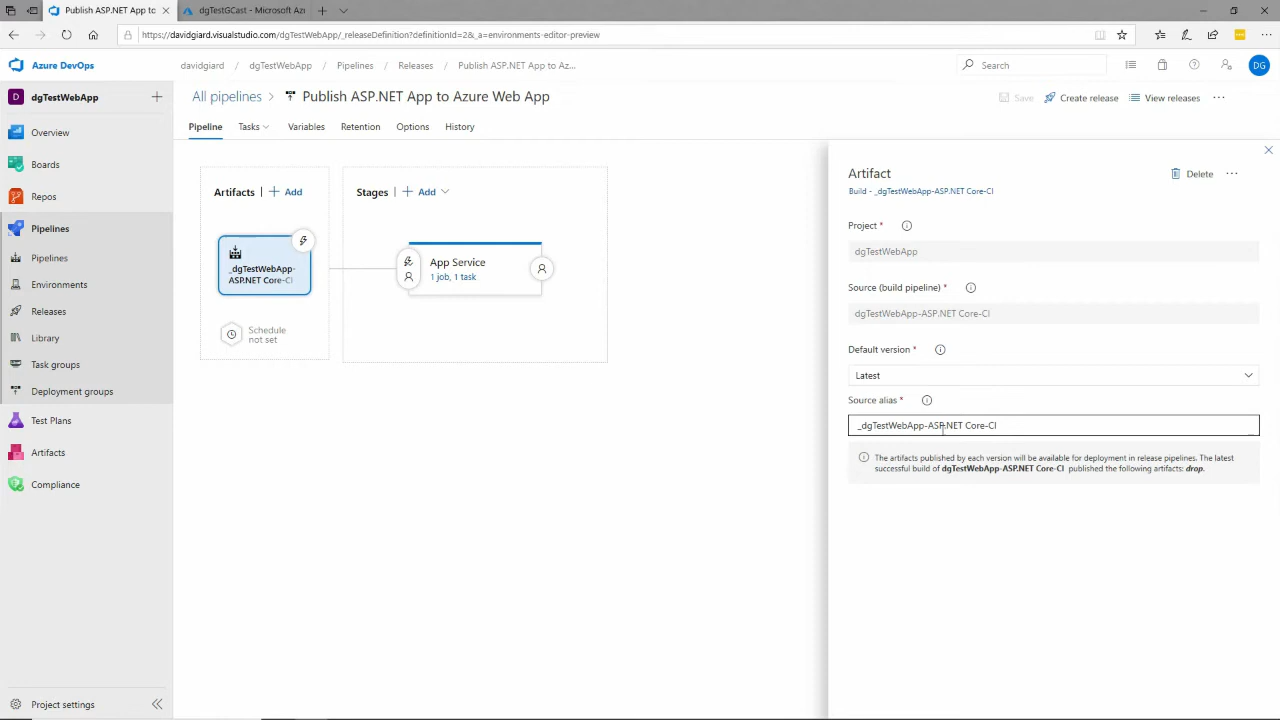 Publish ASP.NET App to
dgTestGCast - Microsoft Az
https://davidgiard.visualstudio.com/dgTestWebApp/_releaseDefinition?definitionId=2&_a=environments-editor-preview
Azure DevOps
davidgiard / dgTestWebApp / Pipelines / Releases / Publish ASP.NET App to Az...
Search
DG
D dgTestWebApp
All pipelines > Publish ASP.NET App to Azure Web App
Save Create release View releases ...
Pipeline Tasks Variables Retention Options History
Overview
Boards
Repos
Pipelines
Pipelines
Environments
Releases
Library
Task groups
Deployment groups
Test Plans
Artifacts
Compliance
Project settings
Artifacts | + Add
_dgTestWebApp-
ASP.NET Core-CI
Schedule
not set
Stages | + Add
App Service
1 job, 1 task
Artifact
Delete ...
Build - _dgTestWebApp-ASP.NET Core-CI
Project *
dgTestWebApp
Source (build pipeline) *
dgTestWebApp-ASP.NET Core-CI
Default version *
Latest
Source alias *
_dgTestWebApp-ASP.NET Core-CI
The artifacts published by each version will be available for deployment in release pipelines. The latest
successful build of dgTestWebApp-ASP.NET Core-CI published the following artifacts: drop.